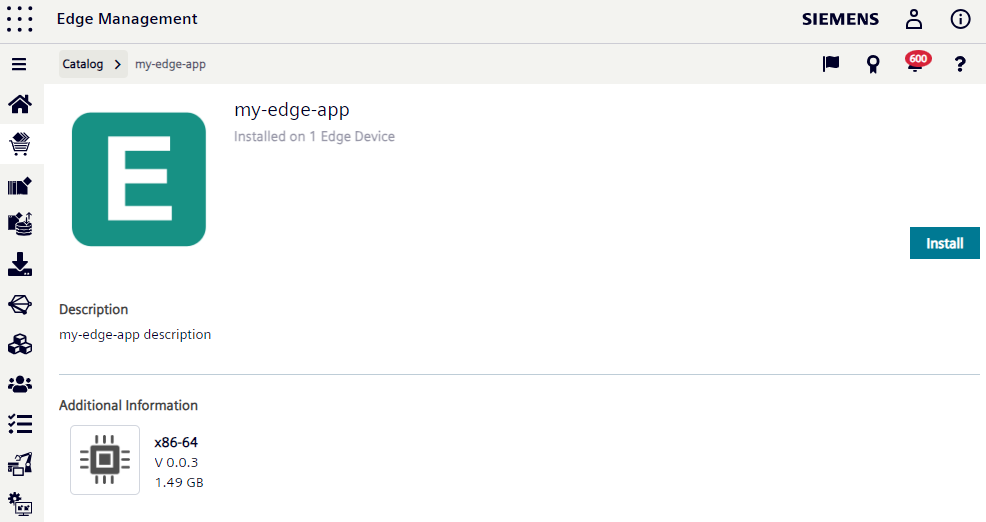 Edge Management
SIEMENS
Catalog > my-edge-app
600
?
my-edge-app
Installed on 1 Edge Device
E
Install
Description
my-edge-app description
Additional Information
x86-64
V 0.0.3
1.49 GB